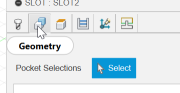 SLOT : SLOT2
Geometry
Pocket Selections Select